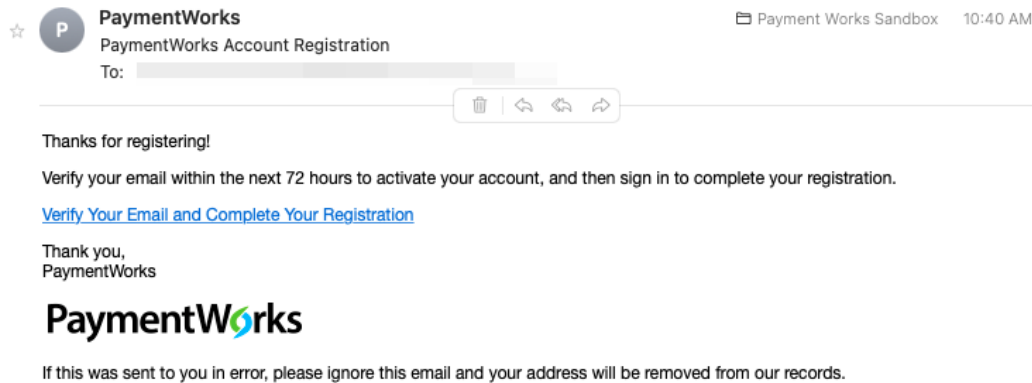 P
PaymentWorks
Payment Works Sandbox 10:40 AM
PaymentWorks Account Registration
To:
Thanks for registering!
Verify your email within the next 72 hours to activate your account, and then sign in to complete your registration.
Verify Your Email and Complete Your Registration
Thank you,
PaymentWorks
PaymentWorks
If this was sent to you in error, please ignore this email and your address will be removed from our records.